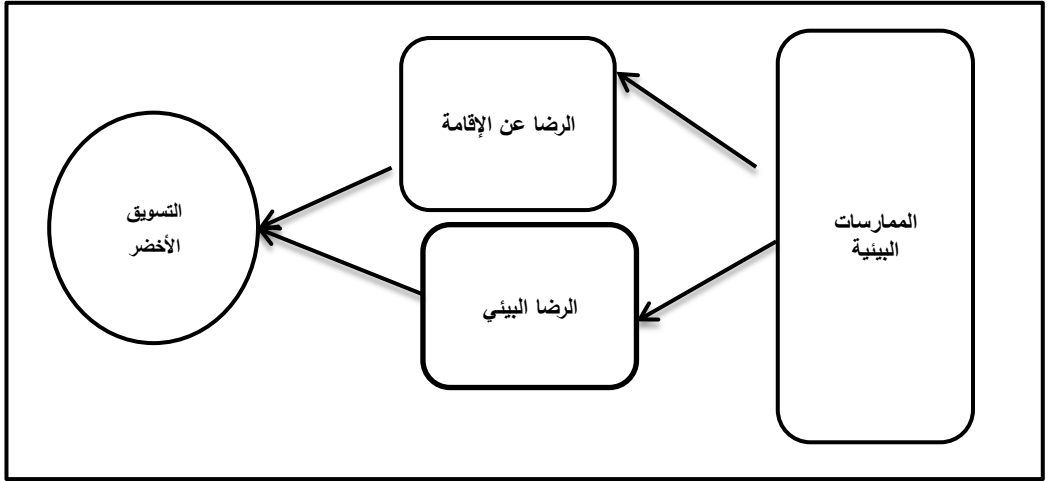 الممارسات
البيئية
الرضا عن الإقامة
الرضا البيئي
التسويق
الأخضر